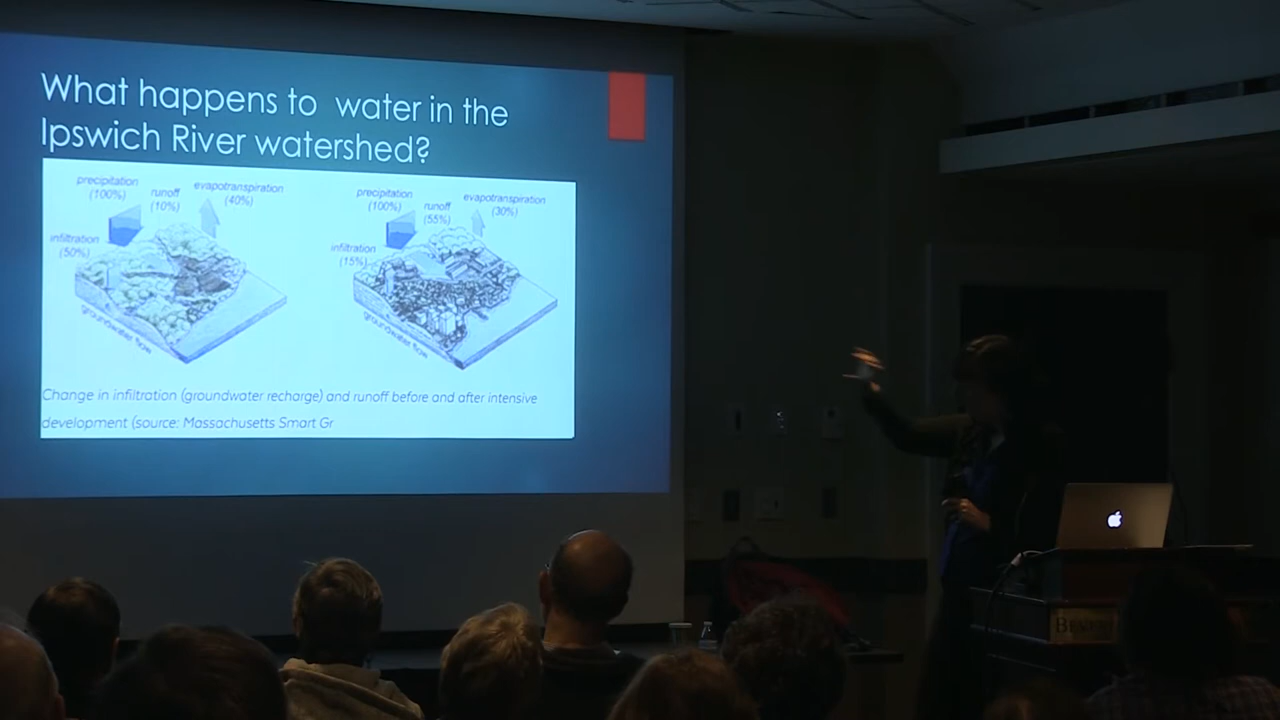 What happens to water in the
Ipswich River watershed?
precipitation
(100%)
runoff
(10%)
evapotranspiration
(40%)
infiltration
(50%)
groundwater flow
precipitation
(100%)
runoff
(55%)
evapotranspiration
(30%)
infiltration
(15%)
groundwater flow
Change in infiltration (groundwater recharge) and runoff before and after intensive
development (source: Massachusetts Smart Gr